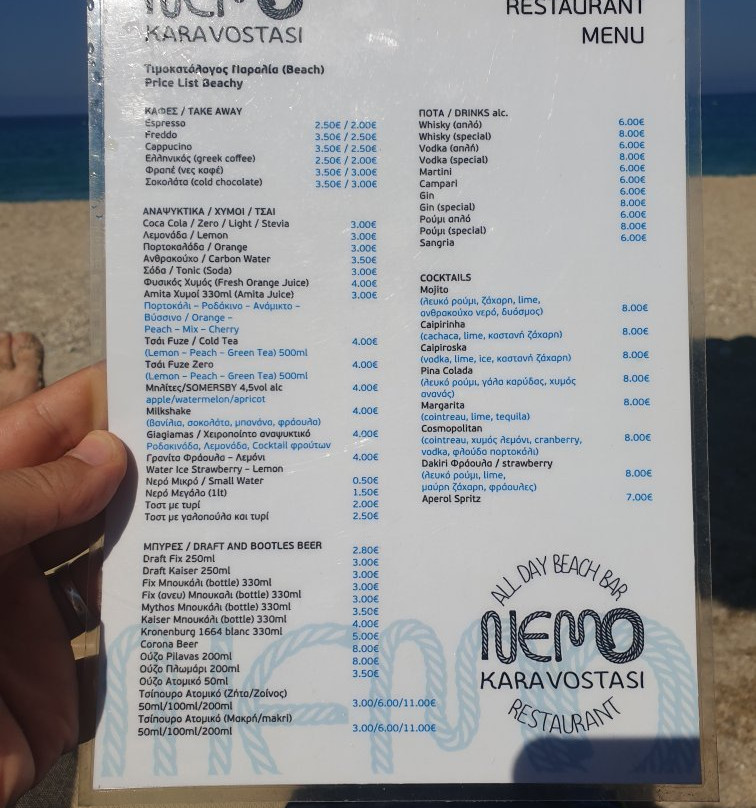 NEMO
KARAVOSTASI
RESTAURANT
MENU
Τιμοκατάλογος Παραλία (Beach)
Price List Beachy
ΚΑΦΕΣ / TAKE AWAY
Espresso 2.50€ / 2.00€
Freddo 3.50€ / 2.50€
Cappucino 3.50€ / 2.50€
Ελληνικός (greek coffee) 2.50€ / 2.00€
Φραπέ (νες καφέ) 3.50€ / 3.00€
Σοκολάτα (cold chocolate) 3.50€ / 3.00€
ΑΝΑΨΥΚΤΙΚΑ / ΧΥΜΟΙ / ΤΣΑΙ
Coca Cola / Zero / Light / Stevia 3.00€
Λεμονάδα / Lemon 3.00€
Πορτοκαλάδα / Orange 3.00€
Ανθρακούχο / Carbon Water 3.50€
Σόδα / Tonic (Soda) 3.00€
Φυσικός Χυμός (Fresh Orange Juice) 4.00€
Amita Χυμοί 330ml (Amita Juice) 3.00€
Πορτοκάλι – Ροδάκινο – Ανάμικτο –
Βύσσινο / Orange –
Peach – Mix – Cherry
Τσάι Fuze / Cold Tea 4.00€
(Lemon – Peach – Green Tea) 500ml
Τσάι Fuze Zero 4.00€
(Lemon – Peach – Green Tea) 500ml
Μηλίτες/SOMERSBY 4,5vol alc 4.00€
apple/watermelon/apricot
Milkshake 4.00€
(βανίλια, σοκολάτα, μπανάνα, φράουλα)
Giagiamas / Χειροποίητο αναψυκτικό 4.00€
Ροδακινάδα, Λεμονάδα, Cocktail φρούτων
Γρανίτα Φράουλα – Λεμόνι 4.00€
Water Ice Strawberry – Lemon
Νερό Μικρό / Small Water 0.50€
Νερό Μεγάλο (1lt) 1.50€
Τοστ με τυρί 2.00€
Τοστ με γαλοπούλα και τυρί 2.50€
ΜΠΥΡΕΣ / DRAFT AND BOOTLES BEER
Draft Fix 250ml 2.80€
Draft Kaiser 250ml 3.00€
Fix Μπουκάλι (bottle) 330ml 3.00€
Fix (ανευ) Μπουκαλι (bottle) 330ml 3.00€
Mythos Μπουκάλι (bottle) 330ml 3.00€
Kaiser Μπουκάλι (bottle) 330ml 3.50€
Kronenburg 1664 blanc 330ml 4.00€
Corona Beer 5.00€
Ούζο Pilavas 200ml 8.00€
Ούζο Πλωμάρι 200ml 8.00€
Ούζο Ατομικό 50ml 3.50€
Τσίπουρο Ατομικό (Ζήτα/Ζοίνος)
50ml/100ml/200ml 3.00/6.00/11.00€
Τσίπουρο Ατομικό (Μακρή/makri)
50ml/100ml/200ml 3.00/6.00/11.00€
ΠΟΤΑ / DRINKS alc.
Whisky (απλό) 6.00€
Whisky (special) 8.00€
Vodka (απλή) 6.00€
Vodka (special) 8.00€
Martini 6.00€
Campari 6.00€
Gin 6.00€
Gin (special) 8.00€
Ρούμι απλό 6.00€
Ρούμι (special) 8.00€
Sangria 6.00€
COCKTAILS
Mojito
(λευκό ρούμι, ζάχαρη, lime,
ανθρακούχο νερό, δυόσμος) 8.00€
Caipirinha
(cachaca, lime, καστανή ζάχαρη) 8.00€
Caipiroska
(vodka, lime, ice, καστανή ζάχαρη) 8.00€
Pina Colada
(λευκό ρούμι, γάλα καρύδας, χυμός 8.00€
ανανάς)
Margarita
(cointreau, lime, tequila) 8.00€
Cosmopolitan
(cointreau, χυμός λεμόνι, cranberry, 8.00€
vodka, φλούδα πορτοκάλι)
Dakiri Φράουλα / strawberry
(λευκό ρούμι, lime, 8.00€
μαύρη ζάχαρη, φράουλες)
Aperol Spritz 7.00€
ALL DAY BEACH BAR
NEMO
KARAVOSTASI
RESTAURANT
NEMO